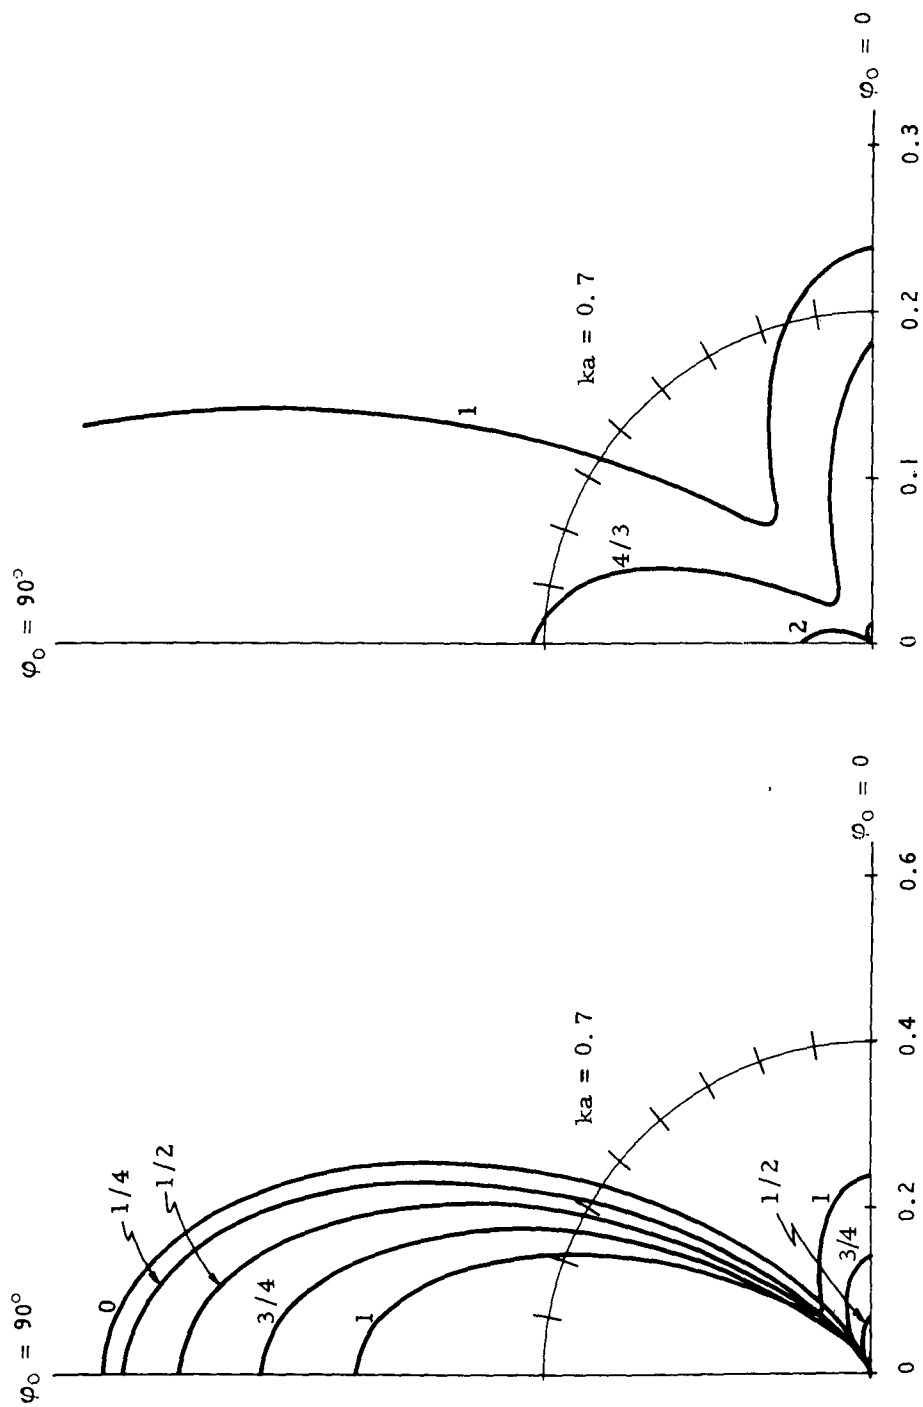 φ₀ = 90°
1
ka = 0.7
4/3
2
φ₀ = 0
0 0.1 0.2 0.3
φ₀ = 90°
0
1/4
1/2
3/4
1
ka = 0.7
1/2
1
3/4
φ₀ = 0
0 0.2 0.4 0.6